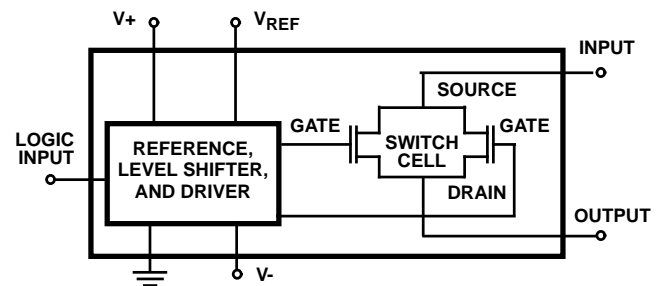 V+
VREF
INPUT
SOURCE
LOGIC
INPUT
REFERENCE,
LEVEL SHIFTER,
AND DRIVER
GATE
SWITCH
CELL
GATE
DRAIN
OUTPUT
V-